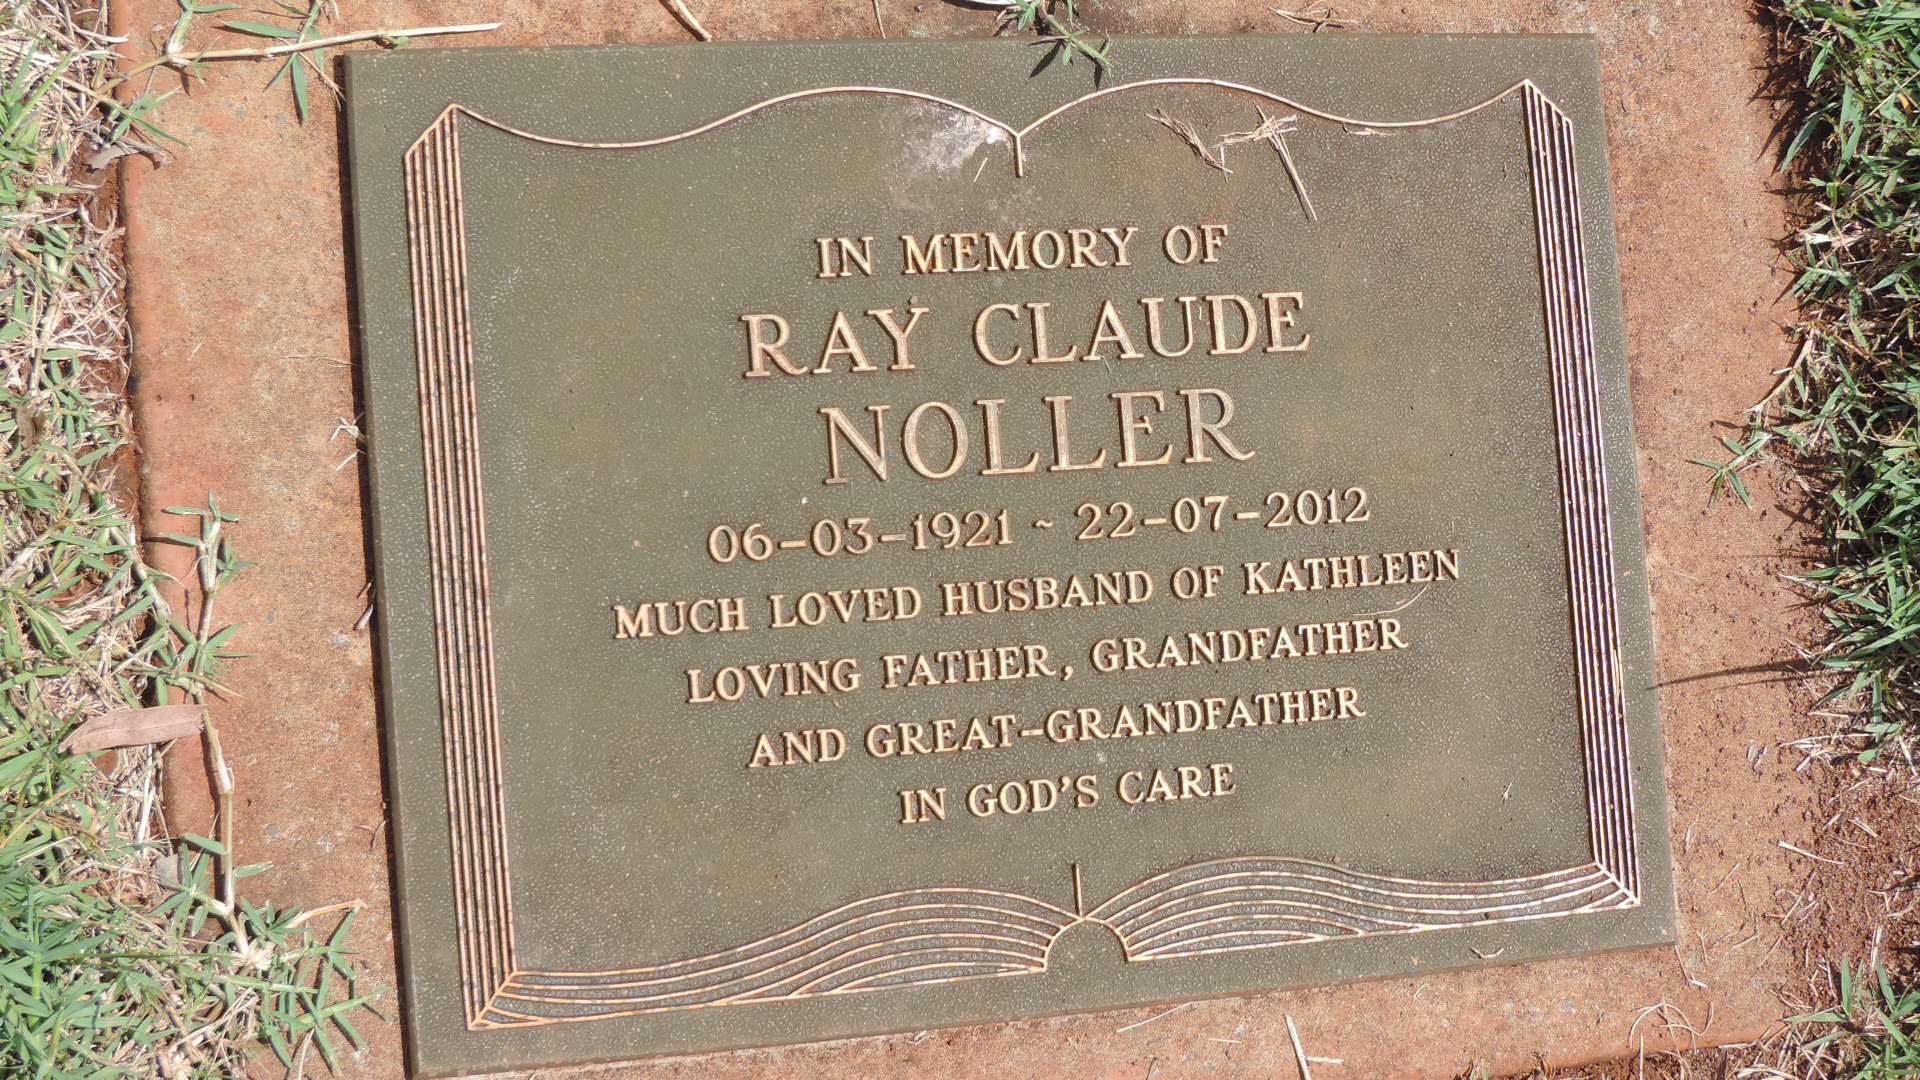 IN MEMORY OF
RAY CLAUDE
NOLLER
06-03-1921 ~ 22-07-2012
MUCH LOVED HUSBAND OF KATHLEEN
LOVING FATHER, GRANDFATHER
AND GREAT-GRANDFATHER
IN GOD'S CARE